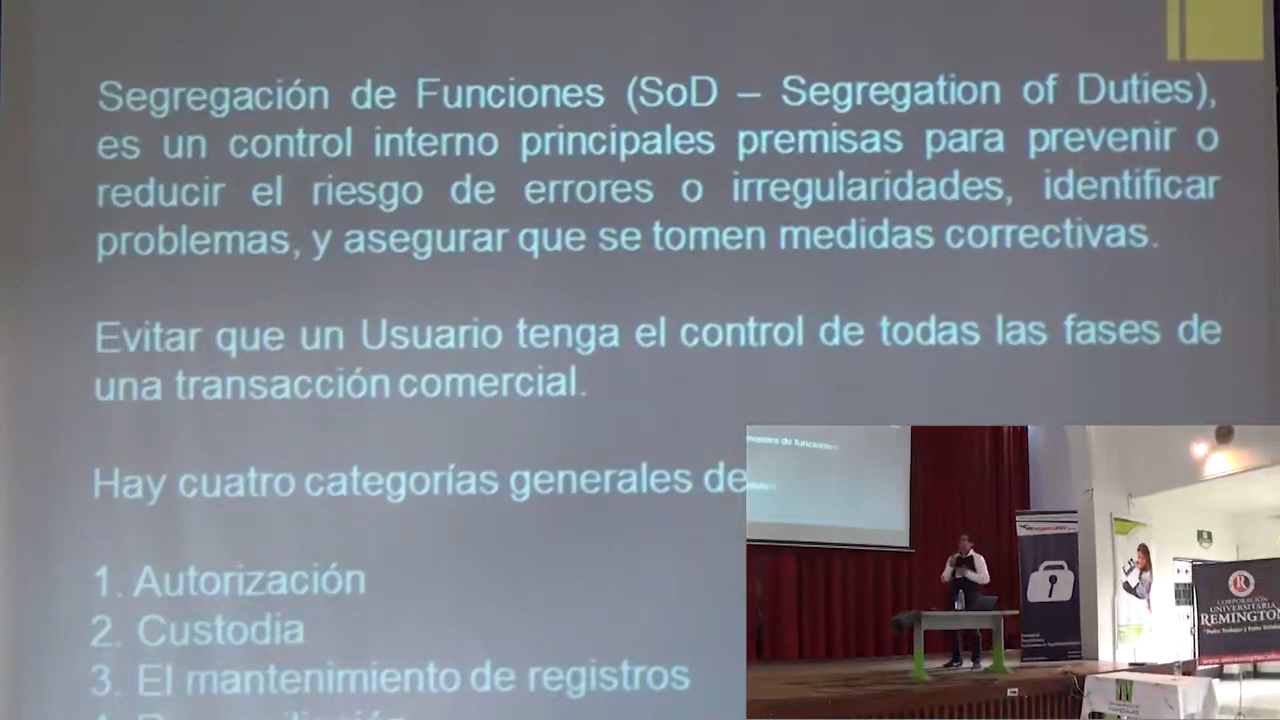 Segregación de Funciones (SoD – Segregation of Duties),
es un control interno principales premisas para prevenir o
reducir el riesgo de errores o irregularidades, identificar
problemas, y asegurar que se tomen medidas correctivas.
Evitar que un Usuario tenga el control de todas las fases de
una transacción comercial.
Hay cuatro categorías generales de
1. Autorización
2. Custodia
3. El mantenimiento de registros
de funciones
CORPORACIÓN
UNIVERSITARIA
REMINGTON